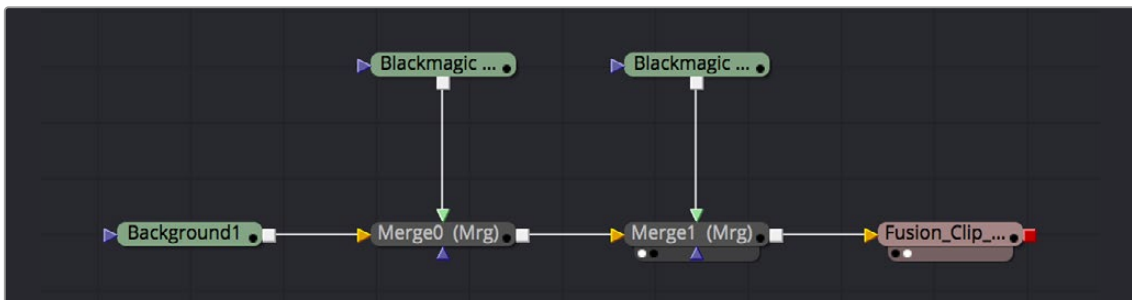 Blackmagic ...
Blackmagic ...
Background1
Merge0 (Mrg)
Merge1 (Mrg)
Fusion_Clip_...